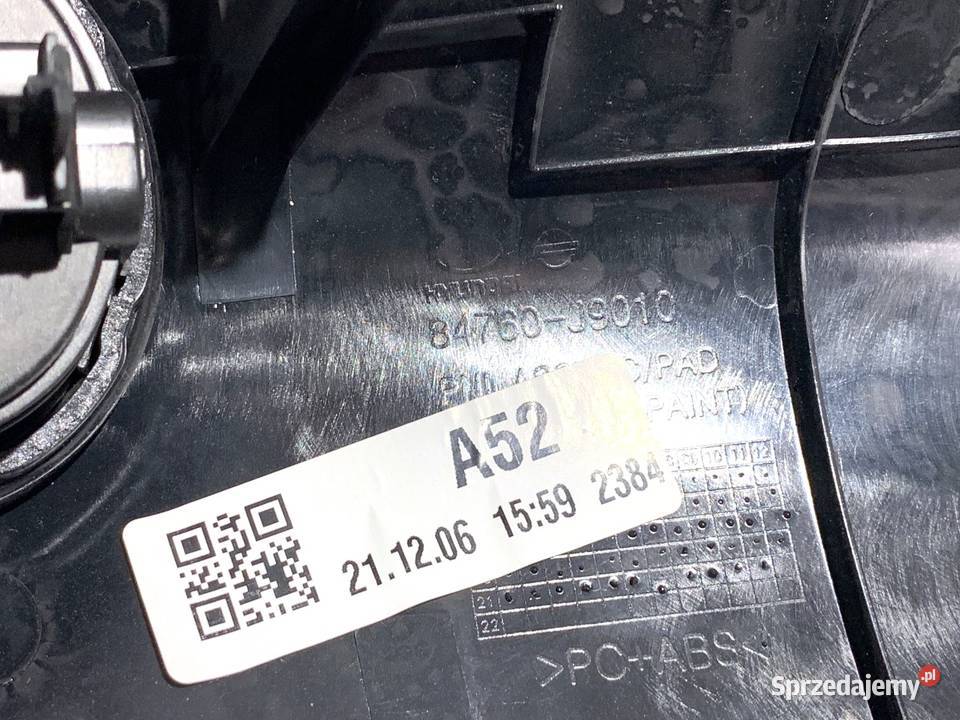 HYUNDAI
84760-J9010
C/PAD
PAINT)
A52
21.12.06 15:59 2384
10 11 12
21
22
>PC+ABS<
Sprzedajemy.pl